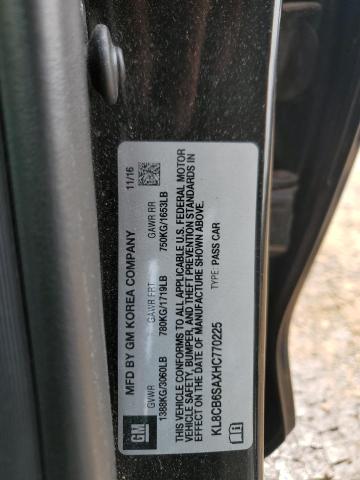 MFD BY GM KOREA COMPANY 11/16
GVWR GAWR FRT GAWR RR
1388KG/3060LB 780KG/1719LB 750KG/1653LB
THIS VEHICLE CONFORMS TO ALL APPLICABLE U.S. FEDERAL MOTOR
VEHICLE SAFETY, BUMPER, AND THEFT PREVENTION STANDARDS IN
EFFECT ON THE DATE OF MANUFACTURE SHOWN ABOVE.
KL8CB6SAXHC770225 TYPE: PASS CAR
GM